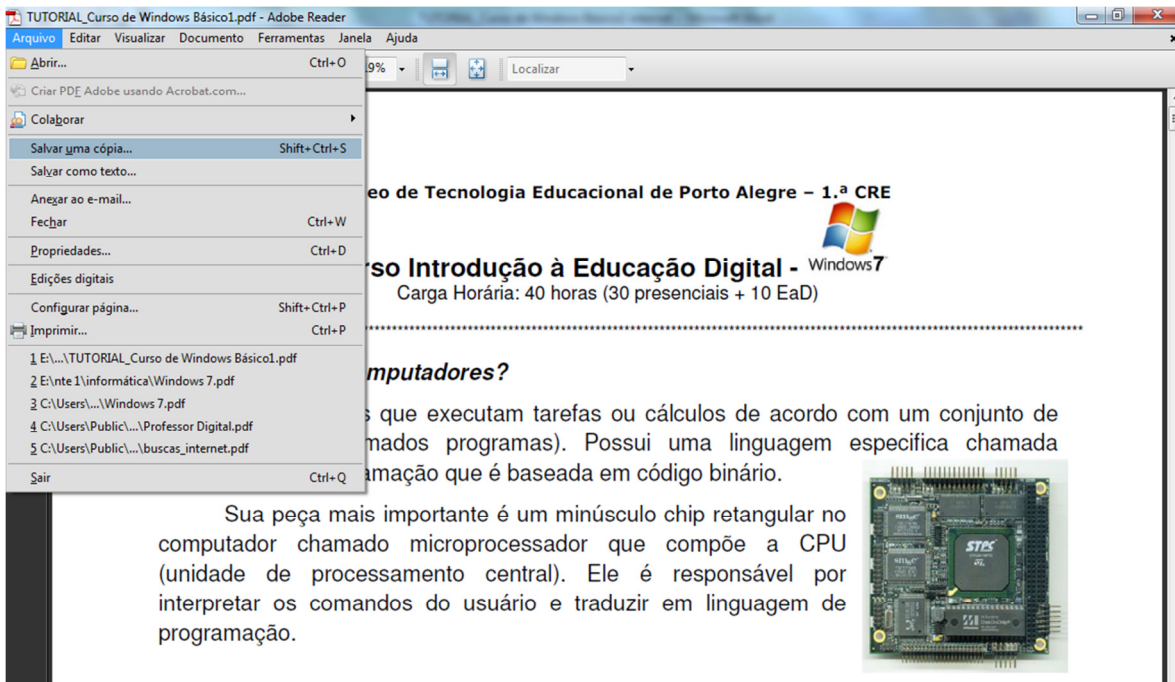 TUTORIAL_Curso de Windows Básico1.pdf - Adobe Reader
Arquivo Editar Visualizar Documento Ferramentas Janela Ajuda
Abrir... Ctrl+O
Criar PDF Adobe usando Acrobat.com...
Colaborar
Salvar uma cópia... Shift+Ctrl+S
Salvar como texto...
Anexar ao e-mail...
Fechar Ctrl+W
Propriedades... Ctrl+D
Edições digitais
Configurar página... Shift+Ctrl+P
Imprimir... Ctrl+P
1 E:\...\TUTORIAL_Curso de Windows Básico1.pdf
2 E:\nte 1\informática\Windows 7.pdf
3 C:\Users\...\Windows 7.pdf
4 C:\Users\Public\...\Professor Digital.pdf
5 C:\Users\Public\...\buscas_internet.pdf
Sair Ctrl+Q
9% Localizar
eo de Tecnologia Educacional de Porto Alegre – 1.ª CRE
rso Introdução à Educação Digital - Windows 7
Carga Horária: 40 horas (30 presenciais + 10 EaD)
mputadores?
s que executam tarefas ou cálculos de acordo com um conjunto de
mados programas). Possui uma linguagem especifica chamada
amação que é baseada em código binário.
Sua peça mais importante é um minúsculo chip retangular no
computador chamado microprocessador que compõe a CPU
(unidade de processamento central). Ele é responsável por
interpretar os comandos do usuário e traduzir em linguagem de
programação.
STPC